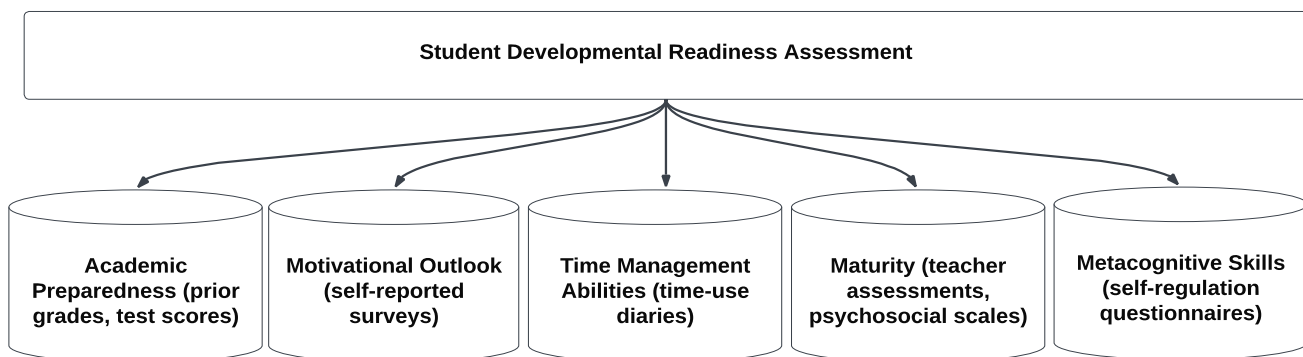 Student Developmental Readiness Assessment
Academic
Preparedness (prior
grades, test scores)
Motivational Outlook
(self-reported
surveys)
Time Management
Abilities (time-use
diaries)
Maturity (teacher
assessments,
psychosocial scales)
Metacognitive Skills
(self-regulation
questionnaires)